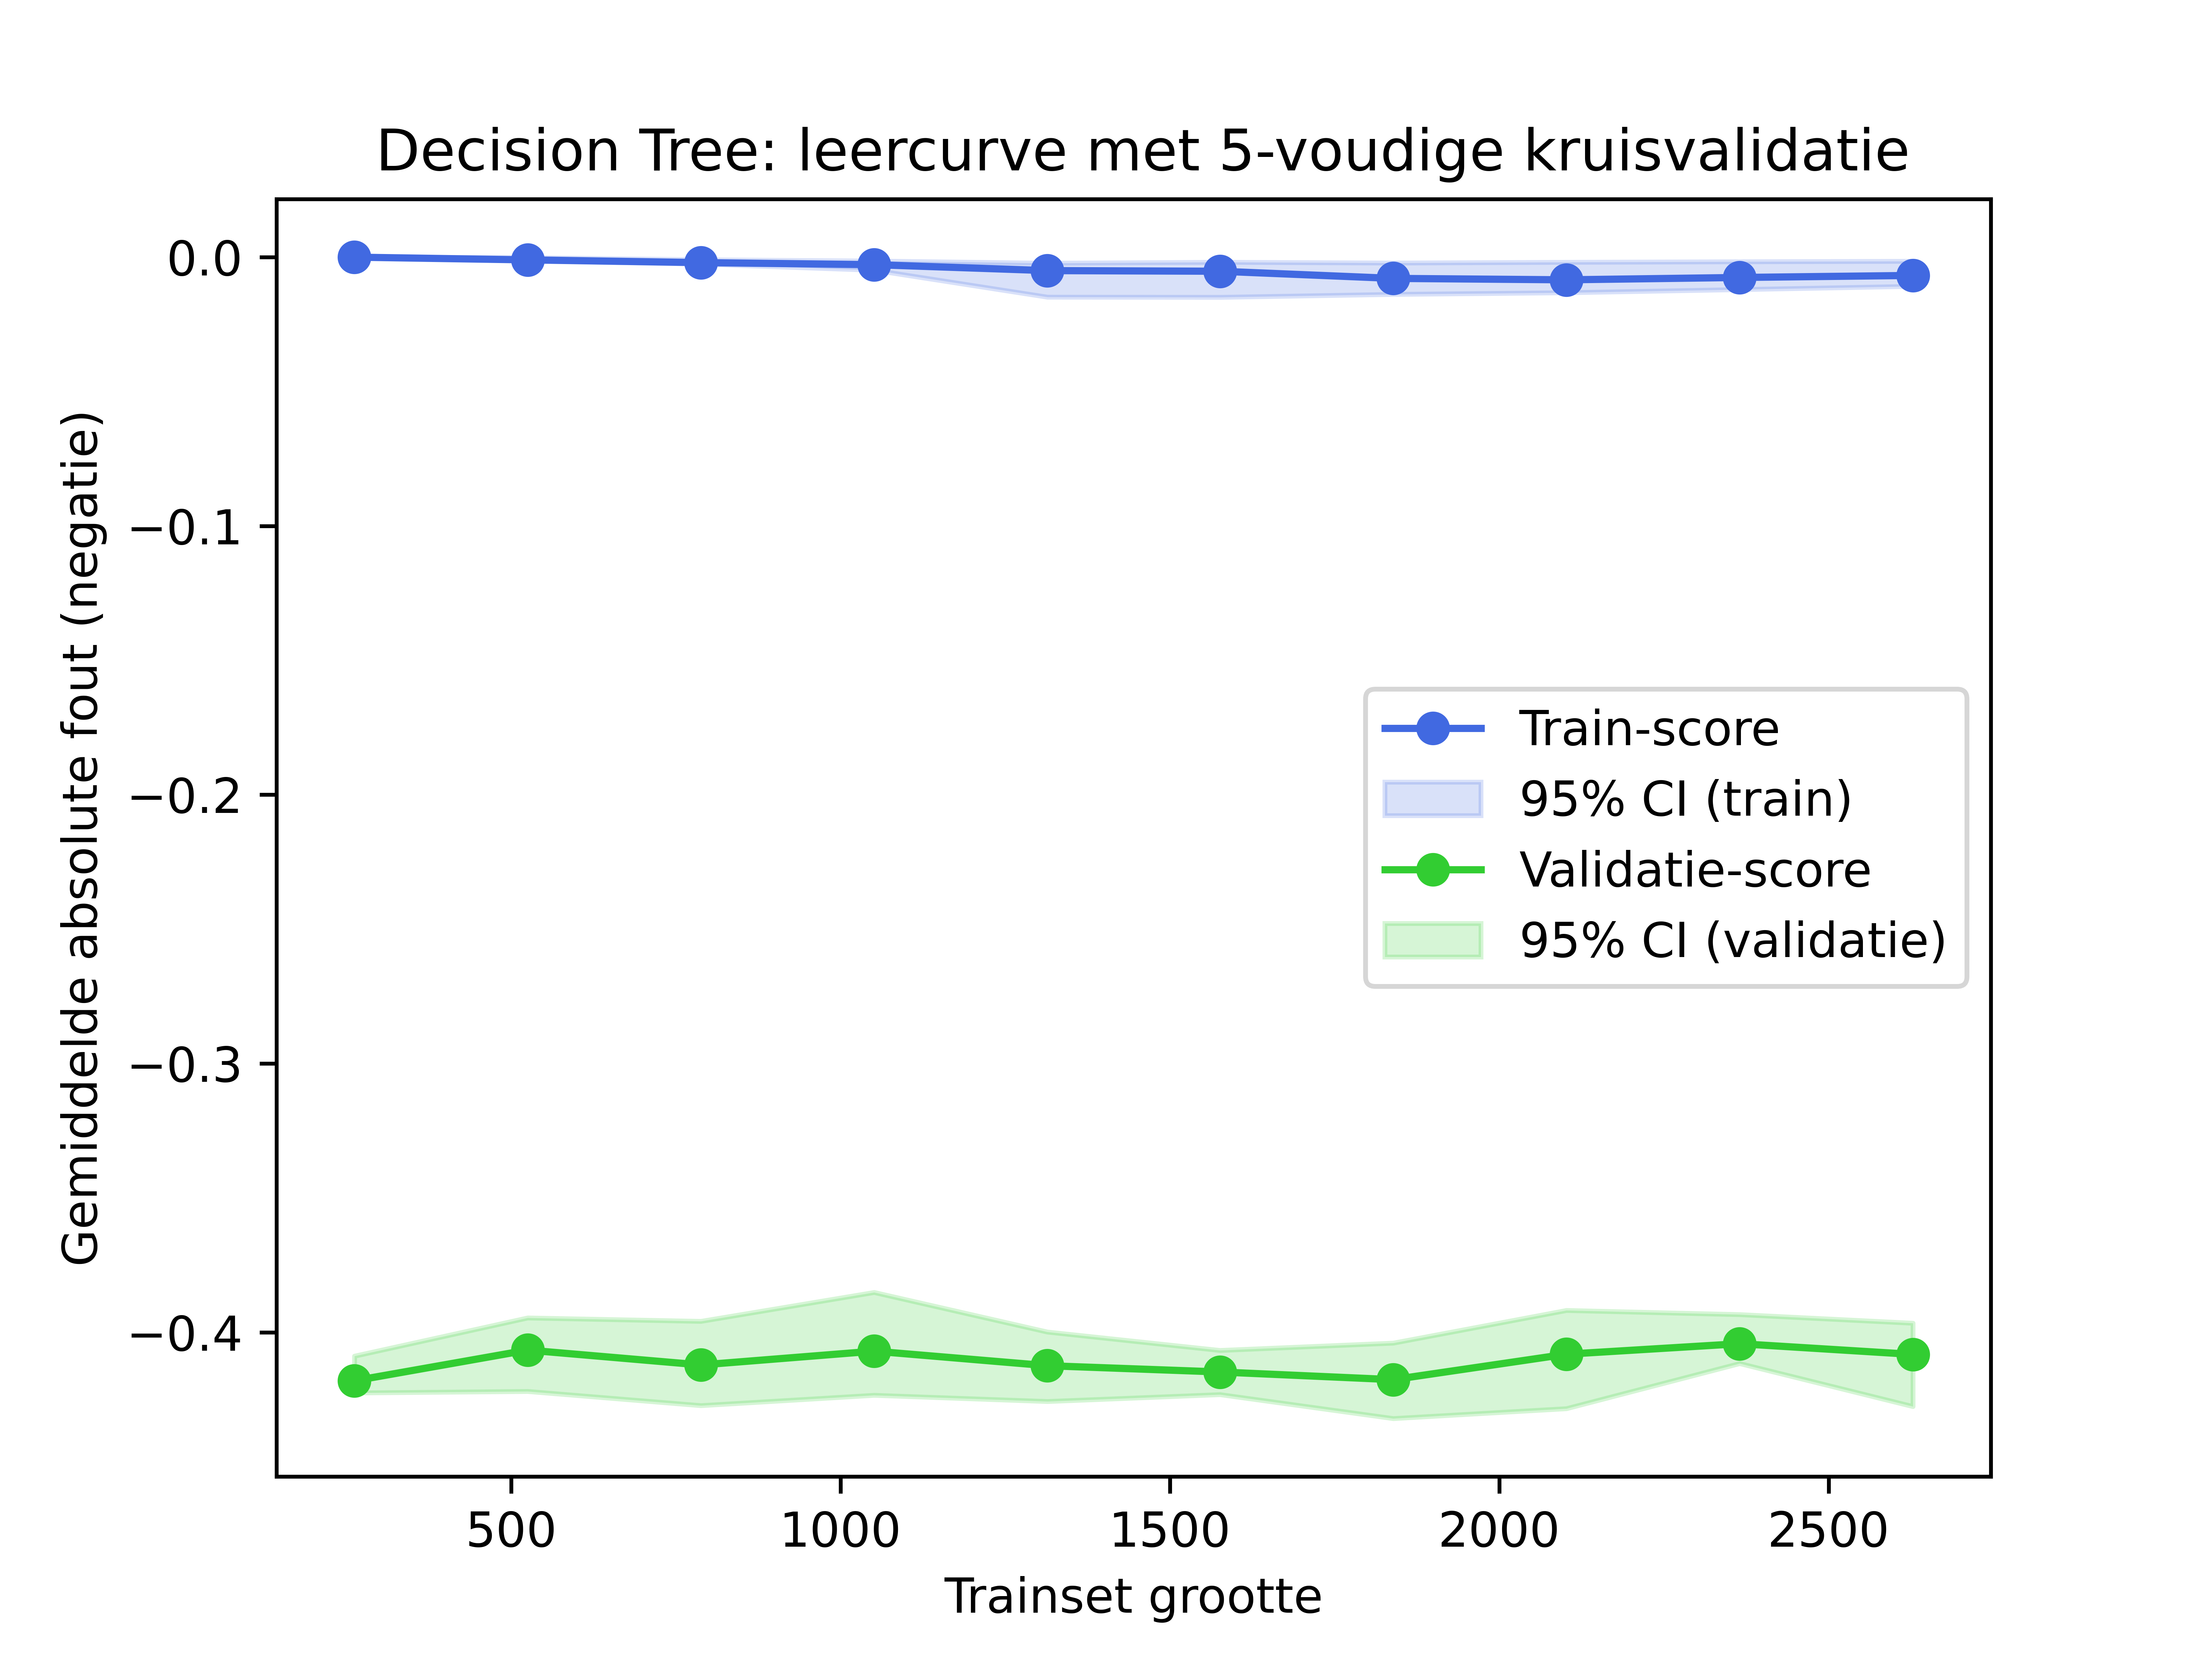 Decision Tree: leercurve met 5-voudige kruisvalidatie
Gemiddelde absolute fout (negatie)
0.0
−0.1
−0.2
−0.3
−0.4
Train-score
95% CI (train)
Validatie-score
95% CI (validatie)
500
1000
1500
2000
2500
Trainset grootte